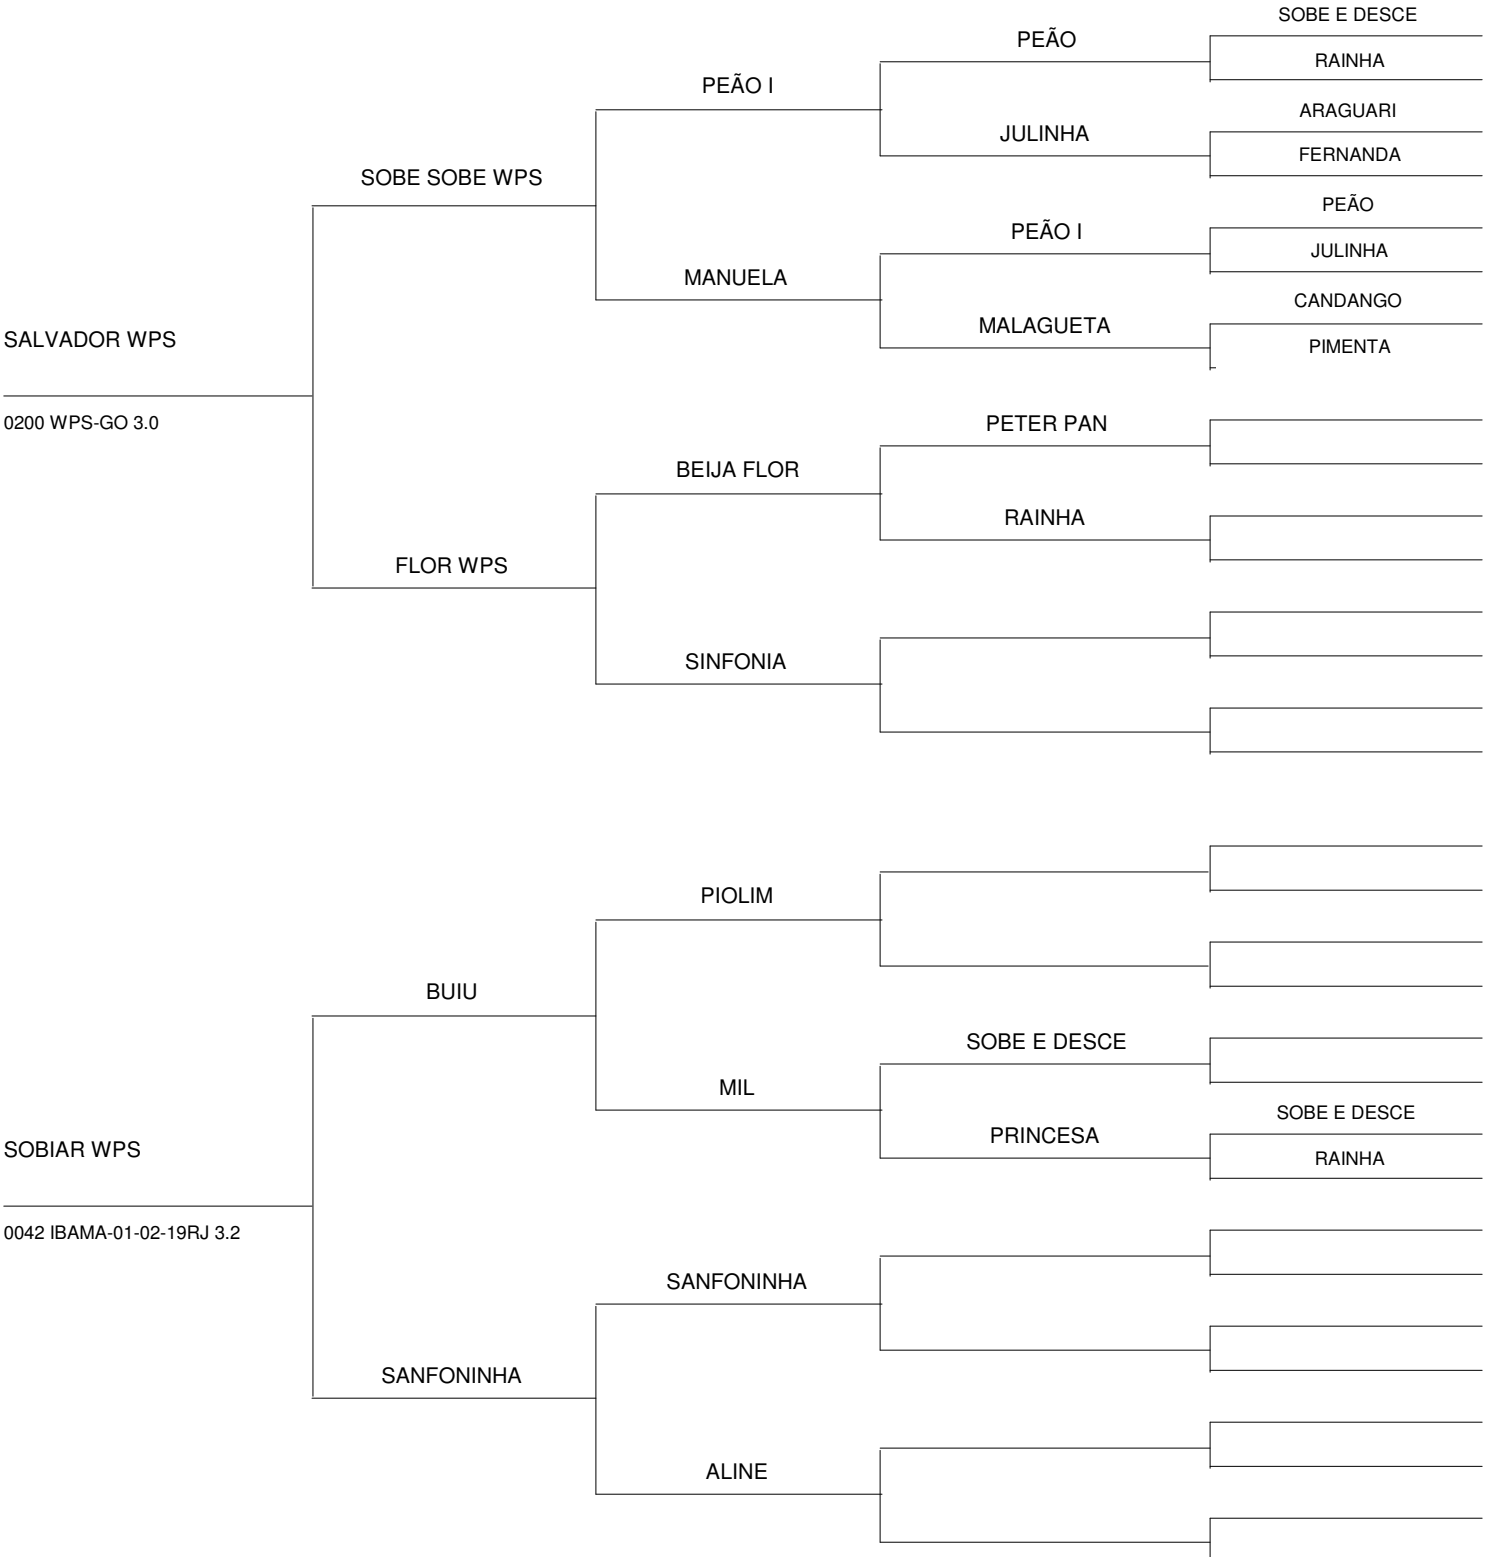 SOBE E DESCE
PEÃO
RAINHA
PEÃO I
ARAGUARI
JULINHA
FERNANDA
SOBE SOBE WPS
PEÃO
PEÃO I
JULINHA
MANUELA
CANDANGO
MALAGUETA
SALVADOR WPS
PIMENTA
0200 WPS-GO 3.0
PETER PAN
BEIJA FLOR
RAINHA
FLOR WPS
SINFONIA
PIOLIM
BUIU
SOBE E DESCE
MIL
SOBE E DESCE
PRINCESA
SOBIAR WPS
RAINHA
0042 IBAMA-01-02-19RJ 3.2
SANFONINHA
SANFONINHA
ALINE